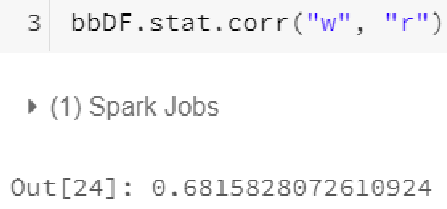 3 bbDF.stat.corr("w", "r")
(1) Spark Jobs
Out[24]: 0.6815828072610924